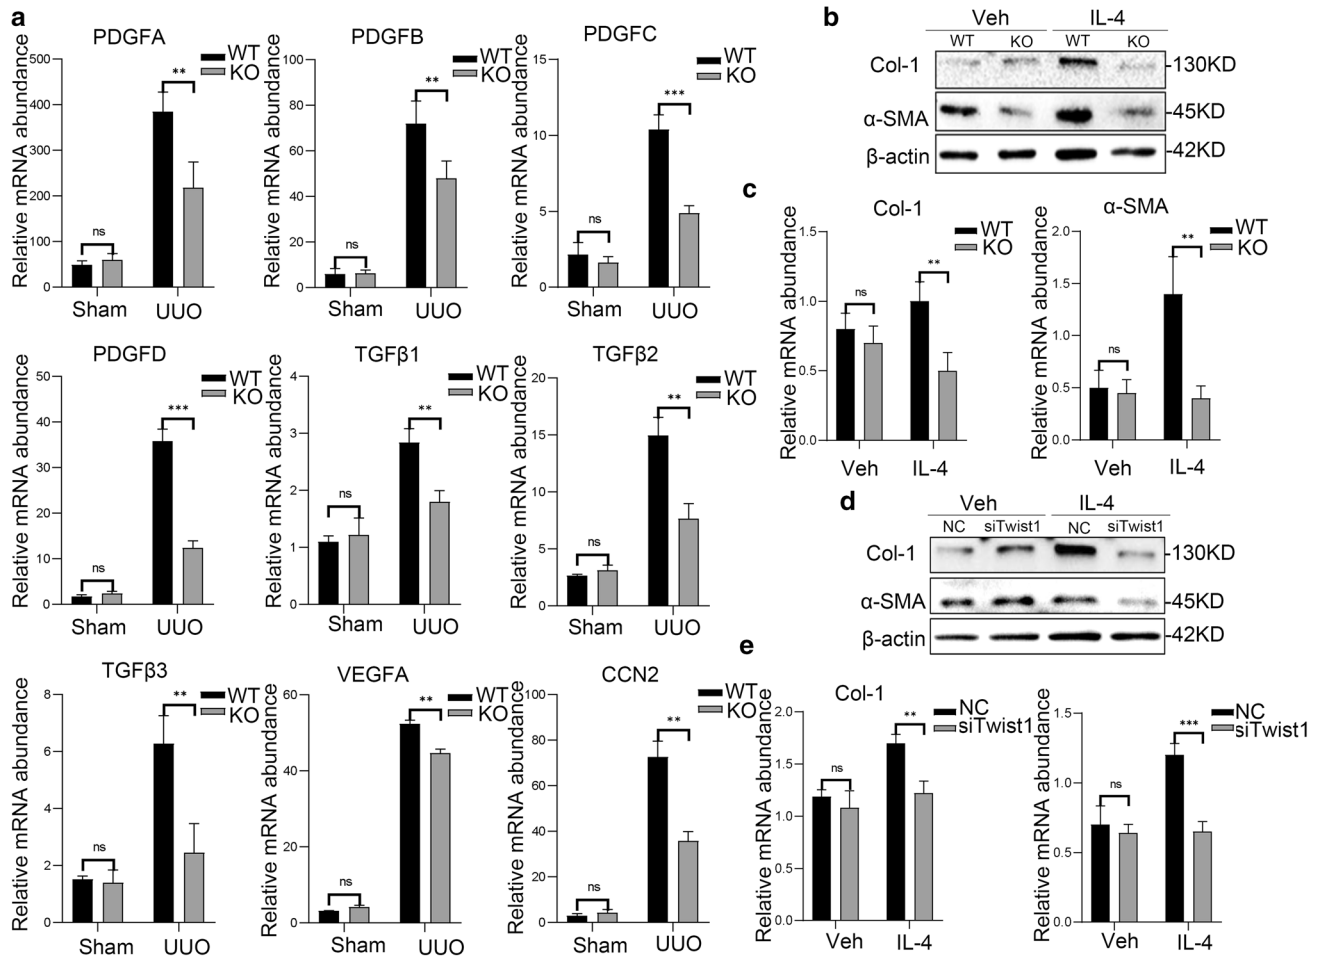 a
PDGFA
WT
KO
Relative mRNA abundance
500
400
300
200
100
0
ns
**
Sham
UUO
PDGFB
WT
KO
Relative mRNA abundance
100
80
60
40
20
0
ns
**
Sham
UUO
PDGFC
WT
KO
Relative mRNA abundance
15
10
5
0
ns
***
Sham
UUO
PDGFD
WT
KO
Relative mRNA abundance
50
40
30
20
10
0
ns
***
Sham
UUO
TGFβ1
WT
KO
Relative mRNA abundance
4
3
2
1
0
ns
**
Sham
UUO
TGFβ2
WT
KO
Relative mRNA abundance
20
15
10
5
0
ns
**
Sham
UUO
TGFβ3
WT
KO
Relative mRNA abundance
8
6
4
2
0
ns
**
Sham
UUO
VEGFA
WT
KO
Relative mRNA abundance
60
40
20
0
ns
**
Sham
UUO
CCN2
WT
KO
Relative mRNA abundance
100
80
60
40
20
0
ns
**
Sham
UUO
b
Veh IL-4
WT KO WT KO
Col-1 -130KD
α-SMA -45KD
β-actin -42KD
c
Col-1
WT
KO
Relative mRNA abundance
1.5
1.0
0.5
0.0
ns
**
Veh
IL-4
α-SMA
WT
KO
Relative mRNA abundance
2.0
1.5
1.0
0.5
0.0
ns
**
Veh
IL-4
d
Veh IL-4
NC siTwist1 NC siTwist1
Col-1 -130KD
α-SMA -45KD
β-actin -42KD
e
Col-1
NC
siTwist1
Relative mRNA abundance
2.0
1.5
1.0
0.5
0.0
ns
**
Veh
IL-4
NC
siTwist1
Relative mRNA abundance
1.5
1.0
0.5
0.0
ns
***
Veh
IL-4